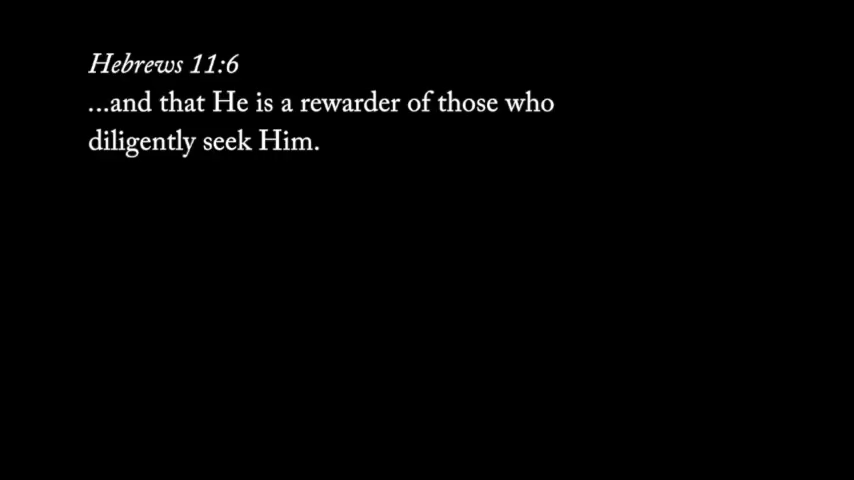 Hebrews 11:6
...and that He is a rewarder of those who
diligently seek Him.